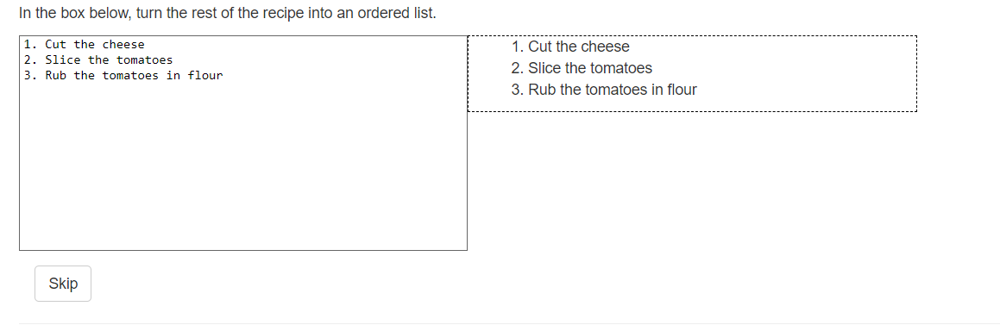 In the box below, turn the rest of the recipe into an ordered list.
1. Cut the cheese
2. Slice the tomatoes
3. Rub the tomatoes in flour
1. Cut the cheese
2. Slice the tomatoes
3. Rub the tomatoes in flour
Skip